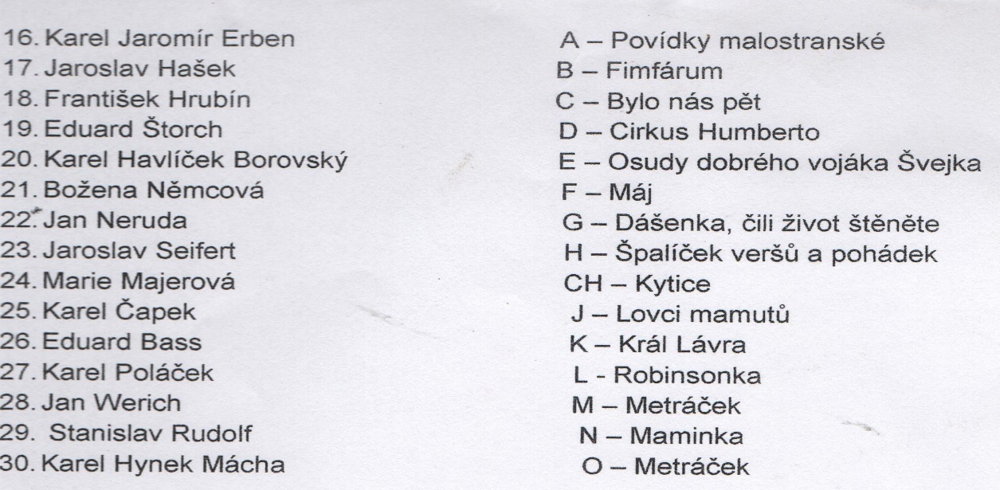 16. Karel Jaromír Erben
17. Jaroslav Hašek
18. František Hrubín
19. Eduard Štorch
20. Karel Havlíček Borovský
21. Božena Němcová
22. Jan Neruda
23. Jaroslav Seifert
24. Marie Majerová
25. Karel Čapek
26. Eduard Bass
27. Karel Poláček
28. Jan Werich
29. Stanislav Rudolf
30. Karel Hynek Mácha
A – Povídky malostranské
B – Fimfárum
C – Bylo nás pět
D – Cirkus Humberto
E – Osudy dobrého vojáka Švejka
F – Máj
G – Dášenka, čili život štěněte
H – Špalíček veršů a pohádek
CH – Kytice
J – Lovci mamutů
K – Král Lávra
L - Robinsonka
M – Metráček
N – Maminka
O – Metráček